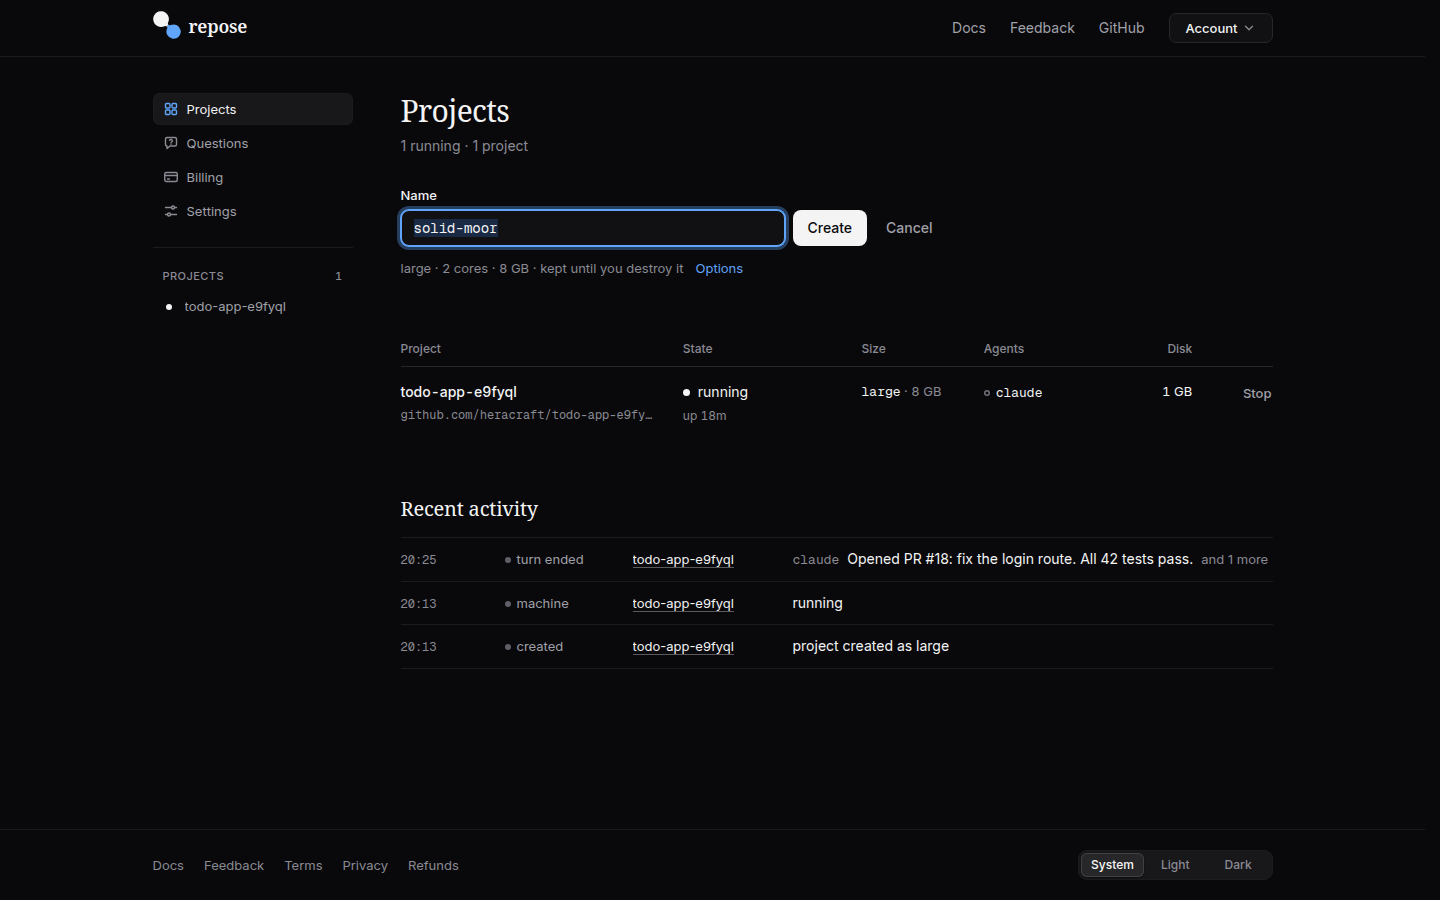 repose
Docs Feedback GitHub Account
Projects
Questions
Billing
Settings
PROJECTS 1
todo-app-e9fyql
Projects
1 running · 1 project
Name
solid-moor Create Cancel
large · 2 cores · 8 GB · kept until you destroy it Options
Project State Size Agents Disk
todo-app-e9fyql running large · 8 GB claude 1 GB Stop
github.com/heracraft/todo-app-e9fy… up 18m
Recent activity
20:25 turn ended todo-app-e9fyql claude Opened PR #18: fix the login route. All 42 tests pass. and 1 more
20:13 machine todo-app-e9fyql running
20:13 created todo-app-e9fyql project created as large
Docs Feedback Terms Privacy Refunds System Light Dark